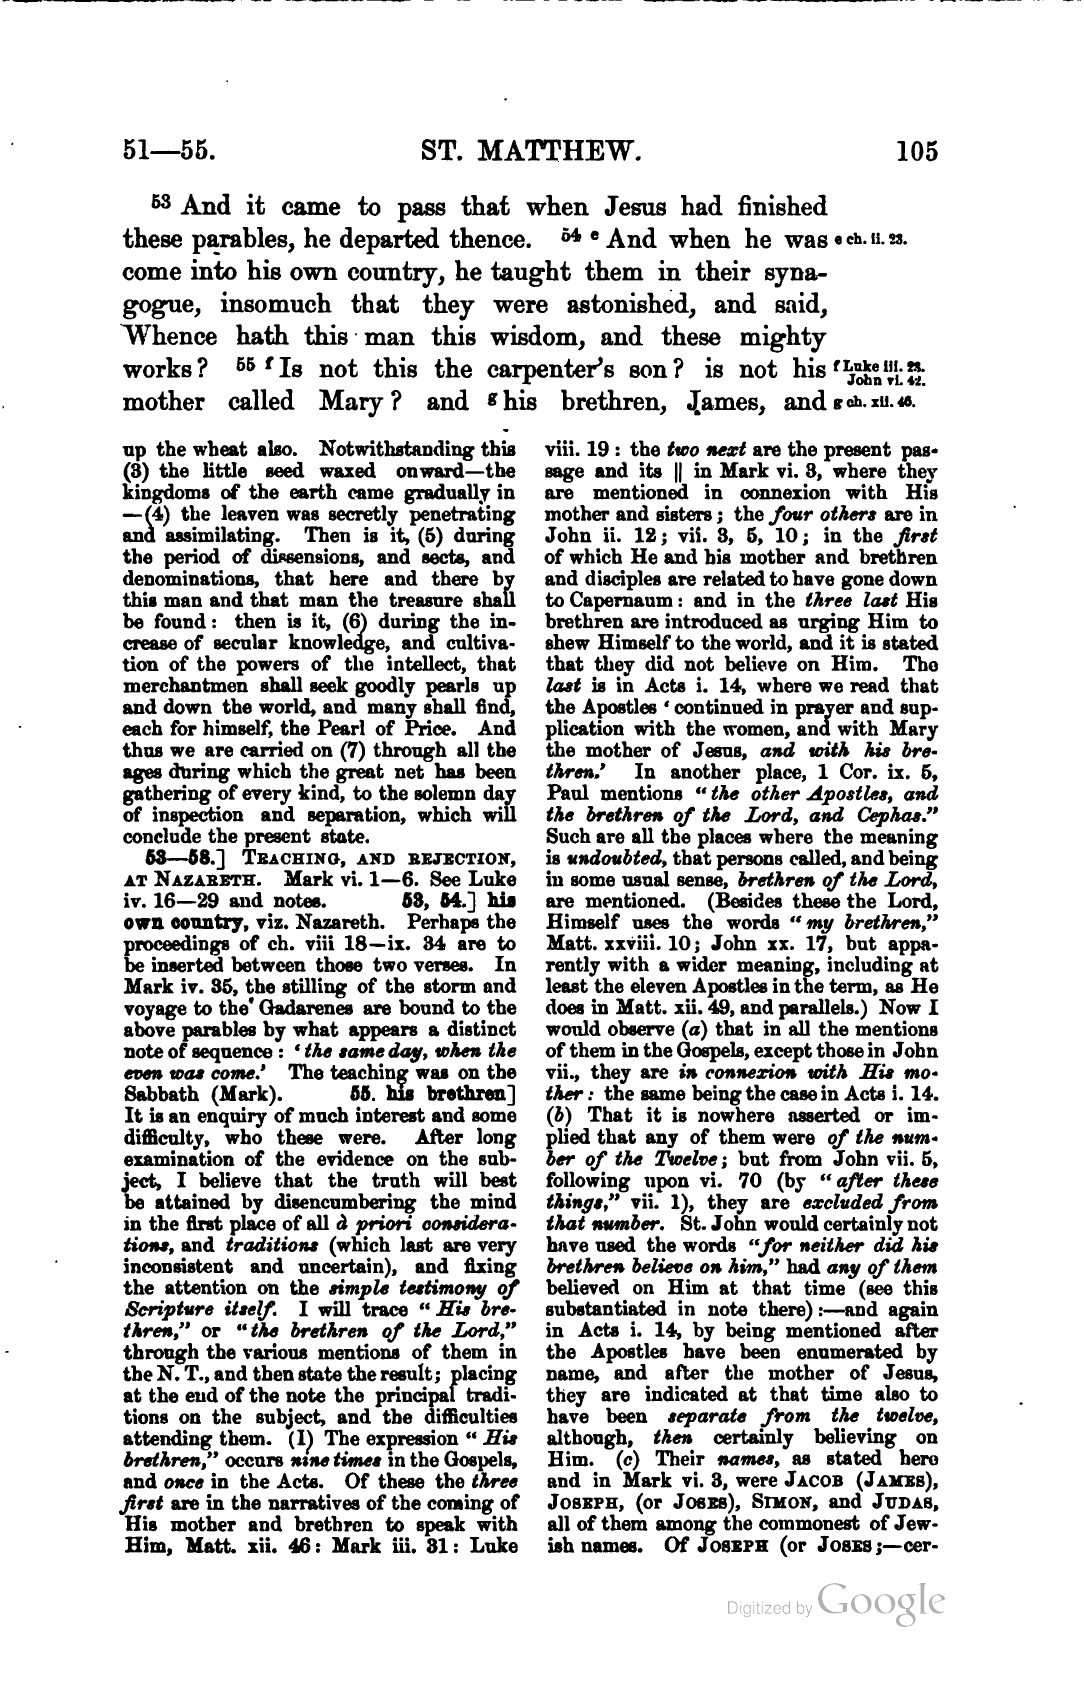 51—55. ST. MATTHEW. 105
53 And it came to pass that when Jesus had finished
these parables, he departed thence. 54 e And when he was e ch. ii. 23.
come into his own country, he taught them in their syna-
gogue, insomuch that they were astonished, and said,
Whence hath this man this wisdom, and these mighty
works? 55 f Is not this the carpenter's son? is not his f Luke iii. 23.
John vi. 42.
mother called Mary? and g his brethren, James, and g ch. xii. 46.
up the wheat also. Notwithstanding this
(3) the little seed waxed onward—the
kingdoms of the earth came gradually in
—(4) the leaven was secretly penetrating
and assimilating. Then is it, (5) during
the period of dissensions, and sects, and
denominations, that here and there by
this man and that man the treasure shall
be found: then is it, (6) during the in-
crease of secular knowledge, and cultiva-
tion of the powers of the intellect, that
merchantmen shall seek goodly pearls up
and down the world, and many shall find,
each for himself, the Pearl of Price. And
thus we are carried on (7) through all the
ages during which the great net has been
gathering of every kind, to the solemn day
of inspection and separation, which will
conclude the present state.
53—58.] TEACHING, AND REJECTION,
AT NAZARETH. Mark vi. 1—6. See Luke
iv. 16—29 and notes. 53, 54.] his
own country, viz. Nazareth. Perhaps the
proceedings of ch. viii 18—ix. 34 are to
be inserted between those two verses. In
Mark iv. 35, the stilling of the storm and
voyage to the Gadarenes are bound to the
above parables by what appears a distinct
note of sequence: 'the same day, when the
even was come.' The teaching was on the
Sabbath (Mark). 55. his brethren]
It is an enquiry of much interest and some
difficulty, who these were. After long
examination of the evidence on the sub-
ject, I believe that the truth will best
be attained by disencumbering the mind
in the first place of all à priori considera-
tions, and traditions (which last are very
inconsistent and uncertain), and fixing
the attention on the simple testimony of
Scripture itself. I will trace "His bre-
thren," or "the brethren of the Lord,"
through the various mentions of them in
the N. T., and then state the result; placing
at the end of the note the principal tradi-
tions on the subject, and the difficulties
attending them. (I) The expression "His
brethren," occurs nine times in the Gospels,
and once in the Acts. Of these the three
first are in the narratives of the coming of
His mother and brethren to speak with
Him, Matt. xii. 46: Mark iii. 31: Luke
viii. 19: the two next are the present pas-
sage and its || in Mark vi. 3, where they
are mentioned in connexion with His
mother and sisters; the four others are in
John ii. 12; vii. 3, 5, 10; in the first
of which He and his mother and brethren
and disciples are related to have gone down
to Capernaum: and in the three last His
brethren are introduced as urging Him to
shew Himself to the world, and it is stated
that they did not believe on Him. The
last is in Acts i. 14, where we read that
the Apostles 'continued in prayer and sup-
plication with the women, and with Mary
the mother of Jesus, and with his bre-
thren.' In another place, 1 Cor. ix. 5,
Paul mentions "the other Apostles, and
the brethren of the Lord, and Cephas."
Such are all the places where the meaning
is undoubted, that persons called, and being
in some usual sense, brethren of the Lord,
are mentioned. (Besides these the Lord,
Himself uses the words "my brethren,"
Matt. xxviii. 10; John xx. 17, but appa-
rently with a wider meaning, including at
least the eleven Apostles in the term, as He
does in Matt. xii. 49, and parallels.) Now I
would observe (a) that in all the mentions
of them in the Gospels, except those in John
vii., they are in connexion with His mo-
ther: the same being the case in Acts i. 14.
(b) That it is nowhere asserted or im-
plied that any of them were of the num-
ber of the Twelve; but from John vii. 5,
following upon vi. 70 (by "after these
things," vii. 1), they are excluded from
that number. St. John would certainly not
have used the words "for neither did his
brethren believe on him," had any of them
believed on Him at that time (see this
substantiated in note there):—and again
in Acts i. 14, by being mentioned after
the Apostles have been enumerated by
name, and after the mother of Jesus,
they are indicated at that time also to
have been separate from the twelve,
although, then certainly believing on
Him. (c) Their names, as stated here
and in Mark vi. 3, were JACOB (JAMES),
JOSEPH, (or JOSES), SIMON, and JUDAS,
all of them among the commonest of Jew-
ish names. Of JOSEPH (or JOSES;—cer-
Digitized by Google